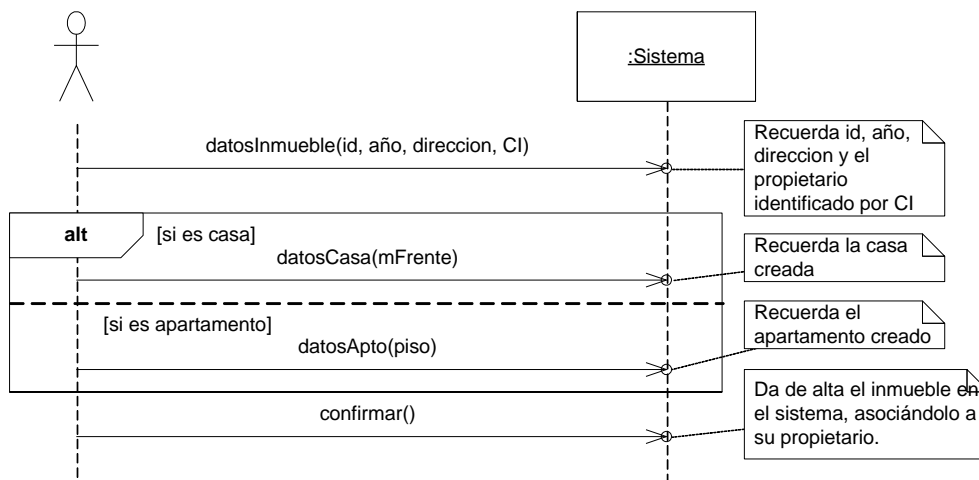 :Sistema
datosInmueble(id, año, direccion, CI)
Recuerda id, año,
direccion y el
propietario
identificado por CI
alt
[si es casa]
datosCasa(mFrente)
Recuerda la casa
creada
[si es apartamento]
datosApto(piso)
Recuerda el
apartamento creado
confirmar()
Da de alta el inmueble en
el sistema, asociándolo a
su propietario.